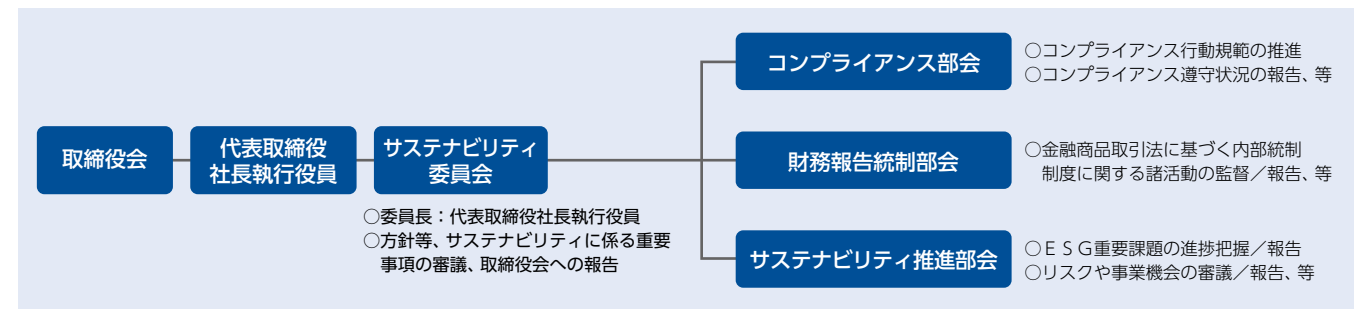 取締役会
代表取締役
社長執行役員
サステナビリティ
委員会
○委員長：代表取締役社長執行役員
○方針等、サステナビリティに係る重要
事項の審議、取締役会への報告
コンプライアンス部会
○コンプライアンス行動規範の推進
○コンプライアンス遵守状況の報告、等
財務報告統制部会
○金融商品取引法に基づく内部統制
制度に関する諸活動の監督／報告、等
サステナビリティ推進部会
○ＥＳＧ重要課題の進捗把握／報告
○リスクや事業機会の審議／報告、等